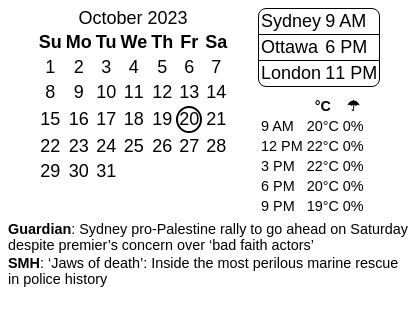 October 2023
Su Mo Tu We Th Fr Sa
1 2 3 4 5 6 7
8 9 10 11 12 13 14
15 16 17 18 19 20 21
22 23 24 25 26 27 28
29 30 31
Sydney 9 AM
Ottawa 6 PM
London 11 PM
°C ☂
9 AM 20°C 0%
12 PM 22°C 0%
3 PM 22°C 0%
6 PM 20°C 0%
9 PM 19°C 0%
Guardian: Sydney pro-Palestine rally to go ahead on Saturday
despite premier’s concern over ‘bad faith actors’
SMH: ‘Jaws of death’: Inside the most perilous marine rescue
in police history